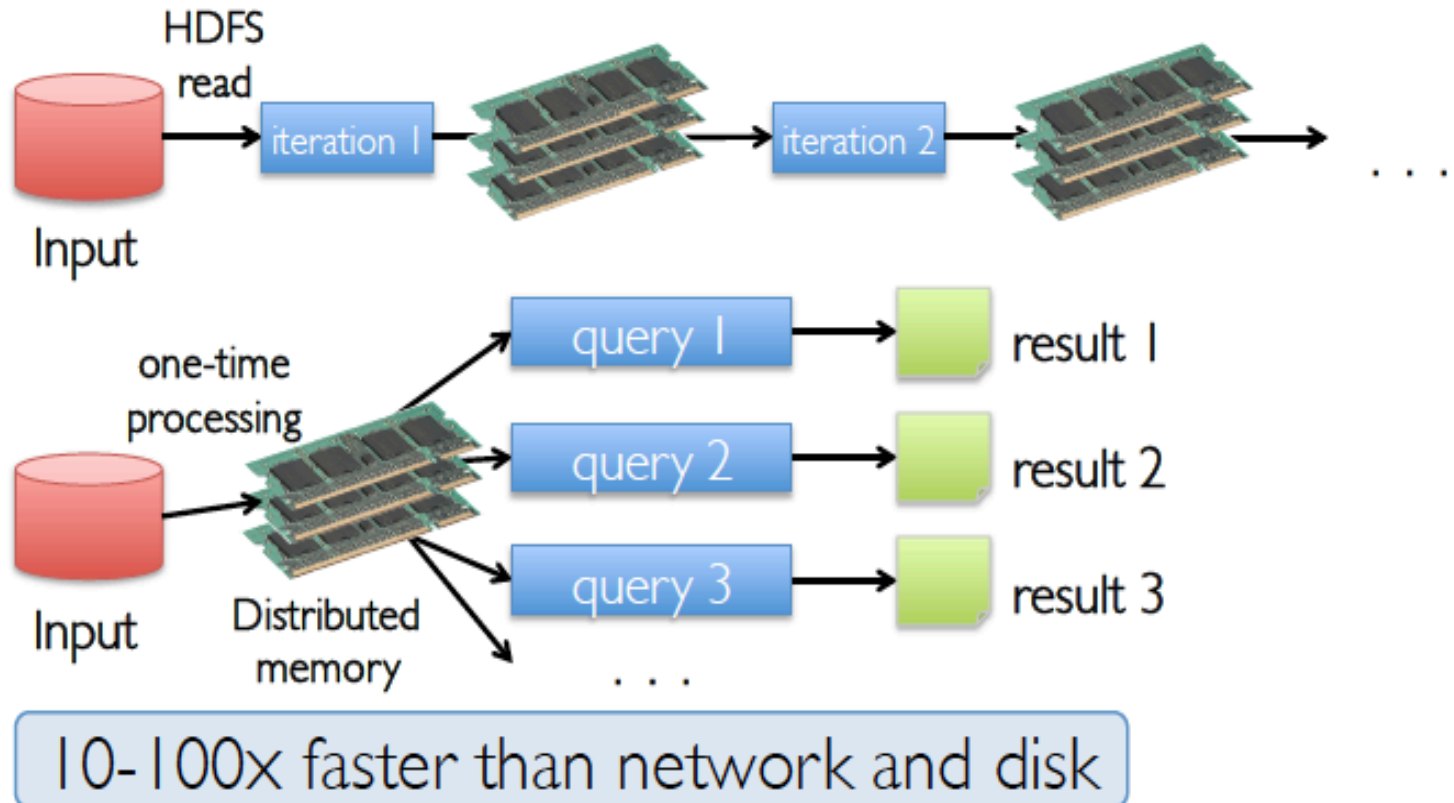 HDFS
read
iteration 1
iteration 2
. . .
Input
query 1
result 1
one-time
processing
query 2
result 2
query 3
result 3
Input
Distributed
memory
. . .
10-100x faster than network and disk